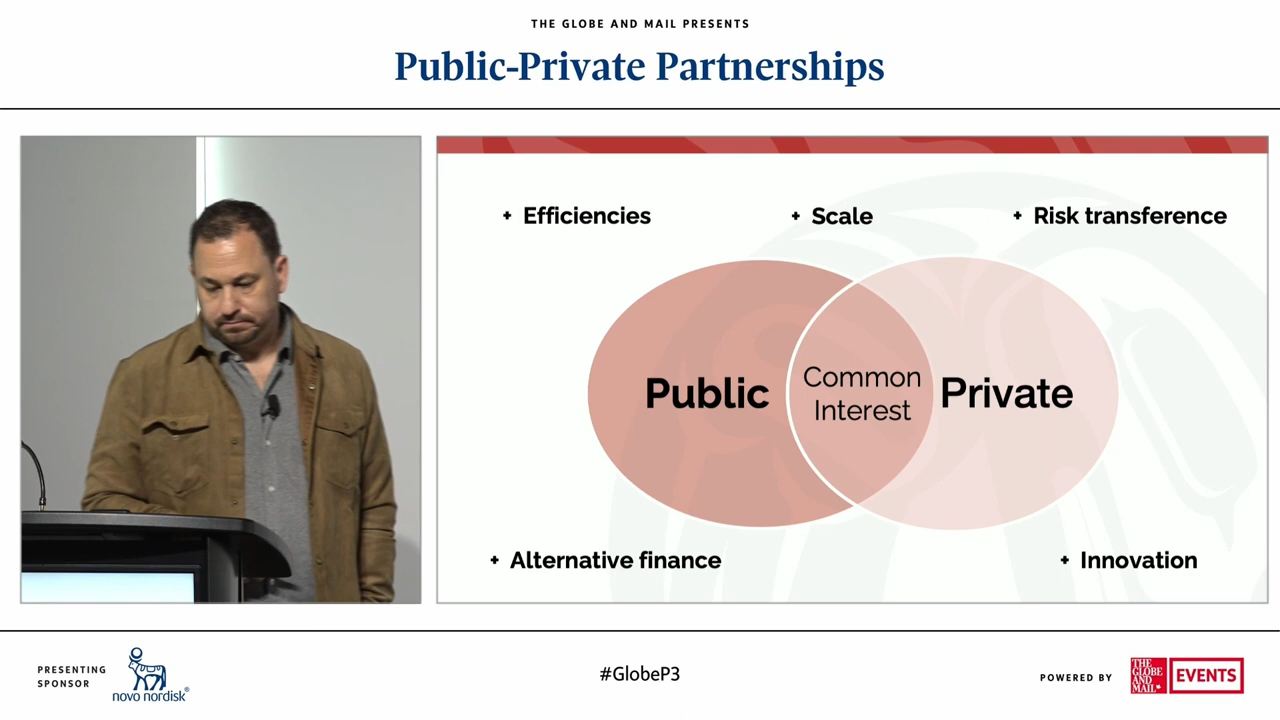 THE GLOBE AND MAIL PRESENTS
Public-Private Partnerships
+ Efficiencies
+ Scale
+ Risk transference
Public
Common
Interest
Private
+ Alternative finance
+ Innovation
PRESENTING
SPONSOR
novo nordisk®
#GlobeP3
POWERED BY
THE
GLOBE
AND
MAIL
EVENTS